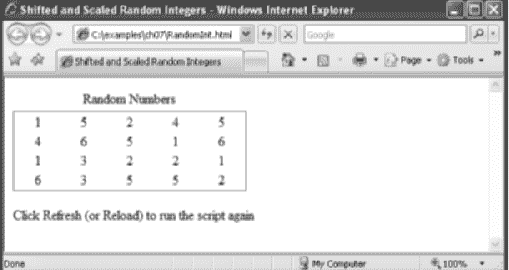 Shifted and Scaled Random Integers - Windows Internet Explorer
C:\examples\ch07\RandomInt.html
Google
Shifted and Scaled Random Integers
Page
Tools
Random Numbers
1 5 2 4 5
4 6 5 1 6
1 3 2 2 1
6 3 5 5 2
Click Refresh (or Reload) to run the script again
Done
My Computer
100%